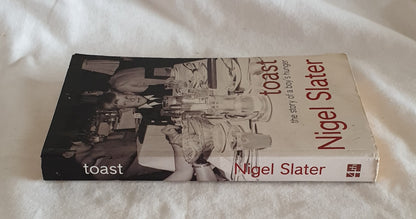 toast
the story of a boy's hunger
Nigel Slater
toast
Nigel Slater